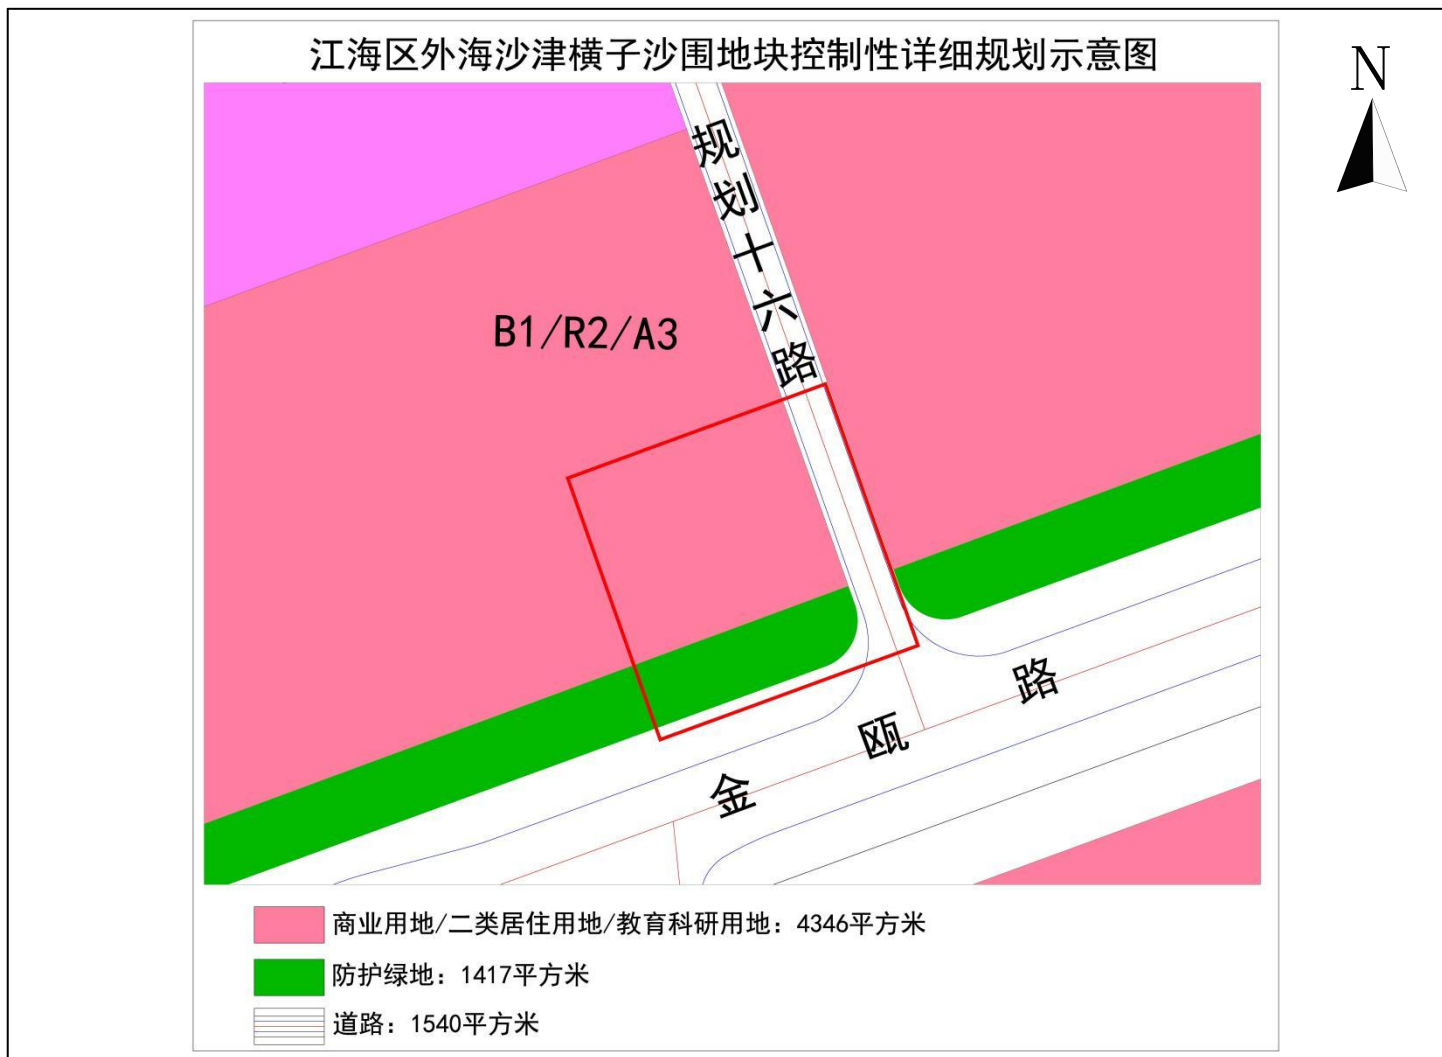 江海区外海沙津横子沙围地块控制性详细规划示意图
N
规划十六路
B1/R2/A3
金瓯路
商业用地/二类居住用地/教育科研用地：4346平方米
防护绿地：1417平方米
道路：1540平方米